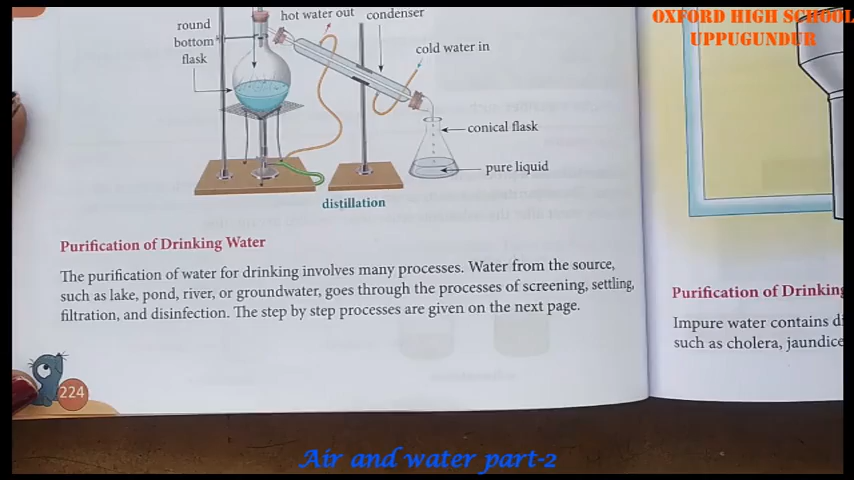 OXFORD HIGH SCHOOL
UPPUGUNDUR
hot water out
condenser
round
bottom
flask
cold water in
conical flask
pure liquid
distillation
Purification of Drinking Water
The purification of water for drinking involves many processes. Water from the source,
such as lake, pond, river, or groundwater, goes through the processes of screening, settling,
filtration, and disinfection. The step by step processes are given on the next page.
224
Purification of Drinking
Impure water contains
such as cholera, jaundice
Air and water part-2